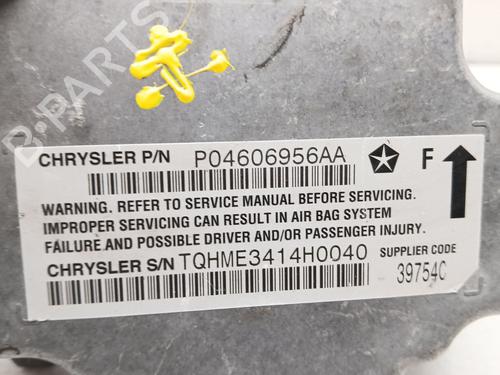 B-PARTS
CHRYSLER P/N P04606956AA
F
WARNING. REFER TO SERVICE MANUAL BEFORE SERVICING.
IMPROPER SERVICING CAN RESULT IN AIR BAG SYSTEM
FAILURE AND POSSIBLE DRIVER AND/OR PASSENGER INJURY.
CHRYSLER S/N TQHME3414H0040
SUPPLIER CODE
39754C